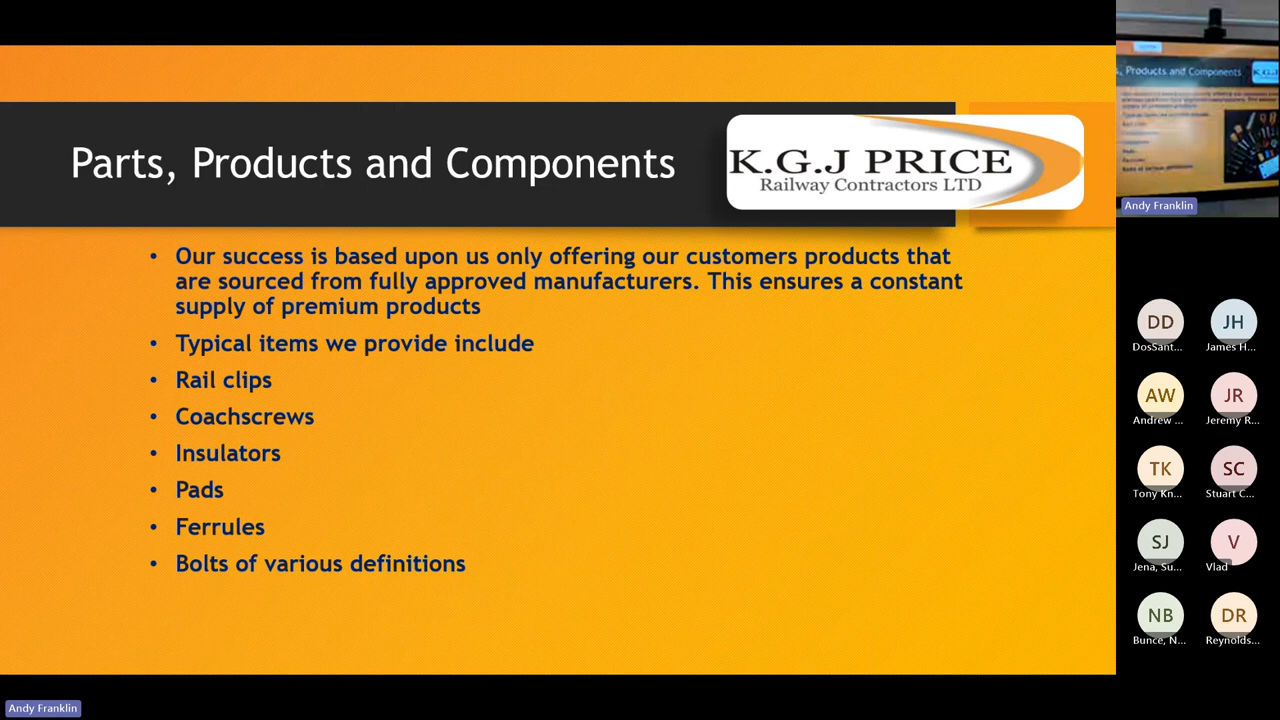 Parts, Products and Components
K.G.J PRICE
Railway Contractors LTD
• Our success is based upon us only offering our customers products that
are sourced from fully approved manufacturers. This ensures a constant
supply of premium products
• Typical items we provide include
• Rail clips
• Coachscrews
• Insulators
• Pads
• Ferrules
• Bolts of various definitions
Andy Franklin
, Products and Components
Andy Franklin
DD
JH
DosSant...
James H...
AW
JR
Andrew ...
Jeremy R...
TK
SC
Tony Kn...
Stuart C...
SJ
V
Jena, Su...
Vlad
NB
DR
Bunce, N...
Reynolds...